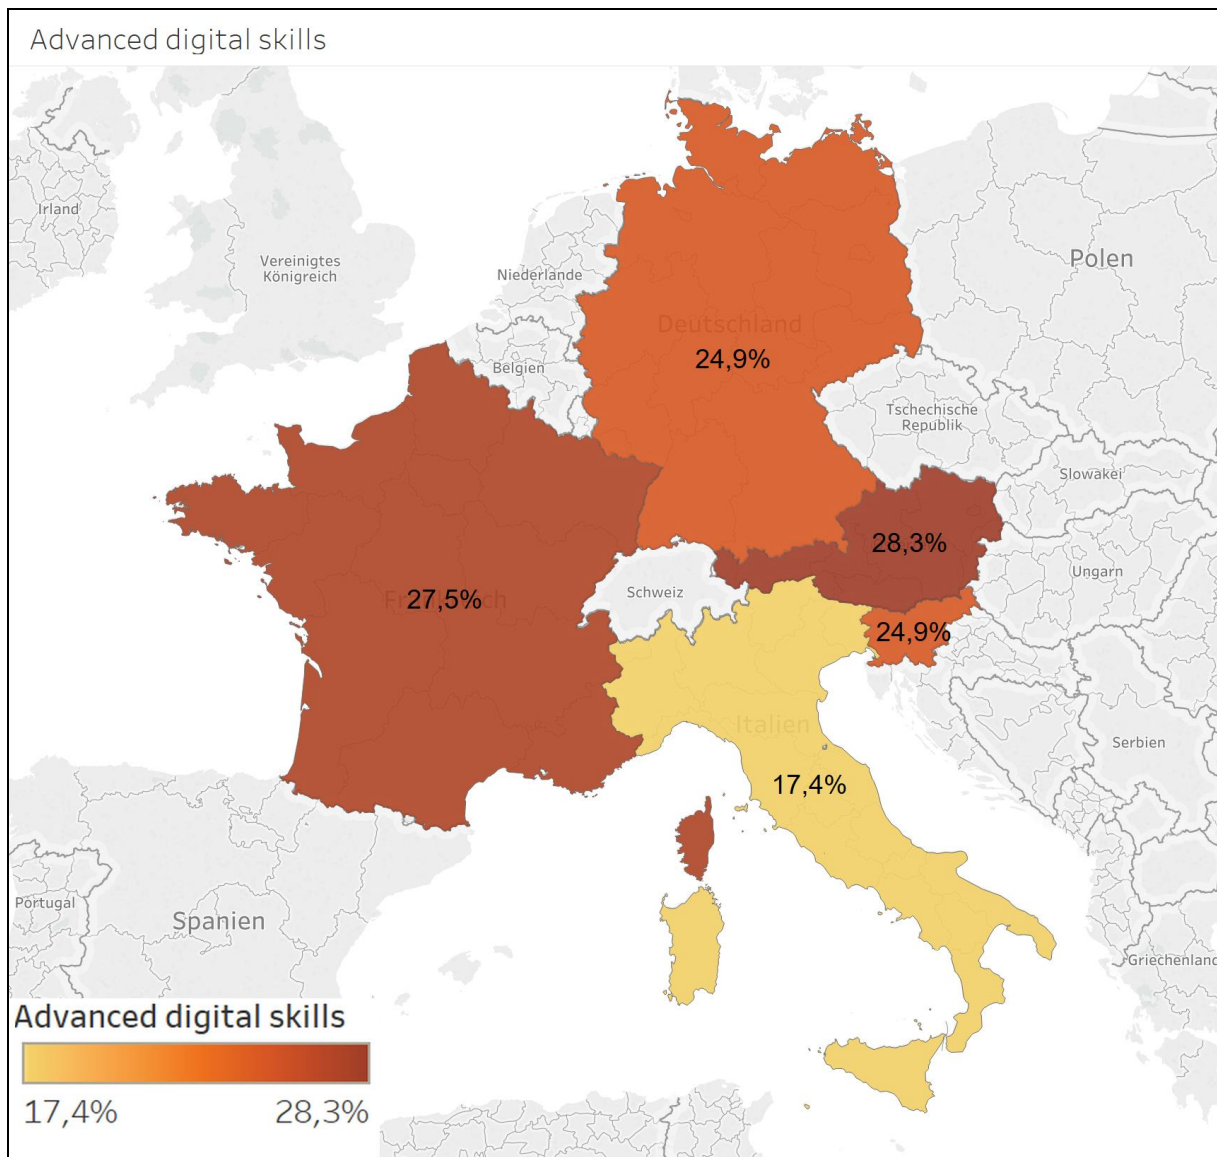 Advanced digital skills
Irland
Vereinigtes
Königreich
Niederlande
Polen
Deutschland
24,9%
Belgien
Tschechische
Republik
Slowakei
28,3%
Ungarn
Schweiz
Frankreich
27,5%
24,9%
Italien
Serbien
17,4%
Portugal
Spanien
Griechenland
Advanced digital skills
17,4%
28,3%